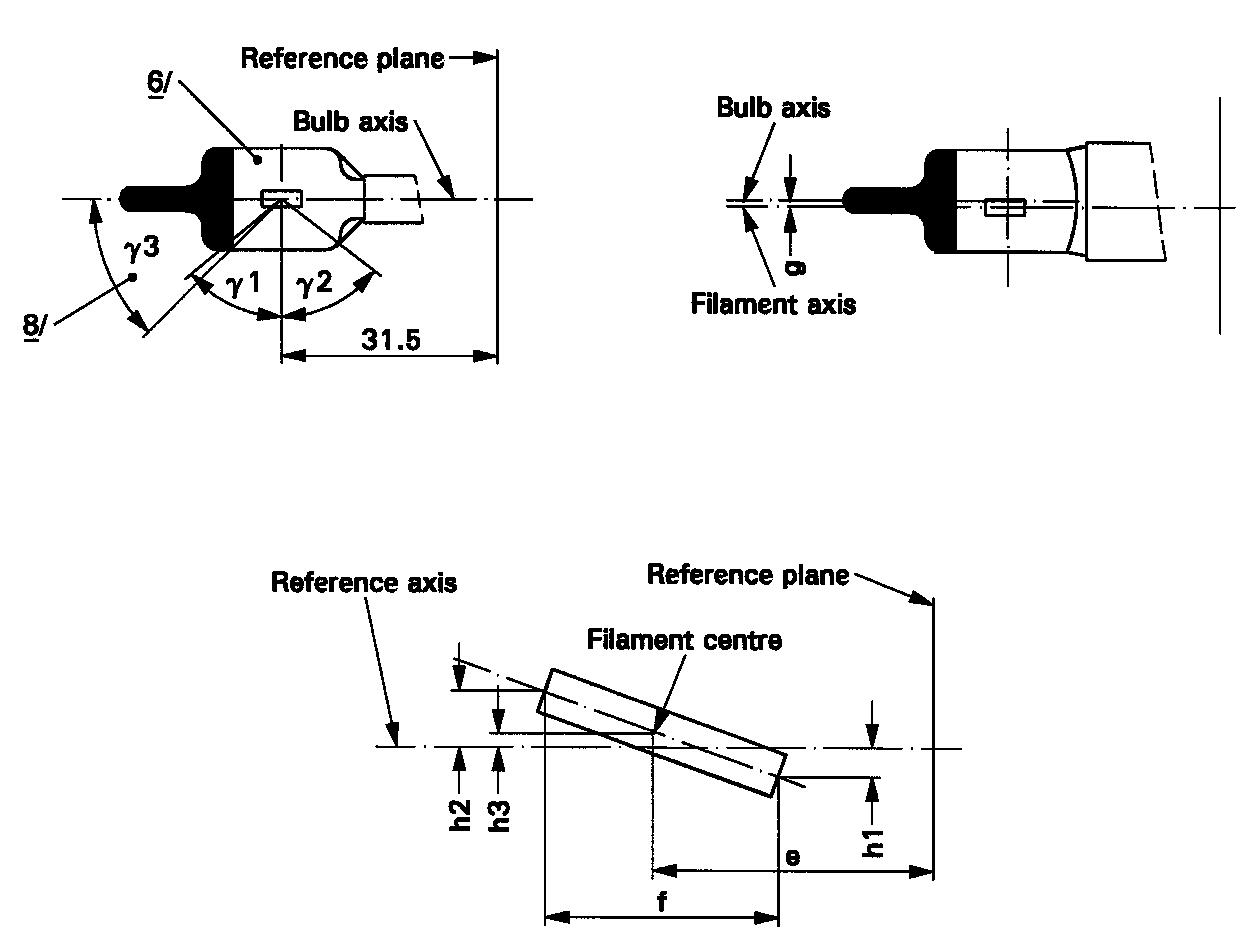 Reference plane
6/
Bulb axis
γ3
γ1
γ2
8/
31.5
Bulb axis
g
Filament axis
Reference axis
Reference plane
Filament centre
h2
h3
h1
e
f